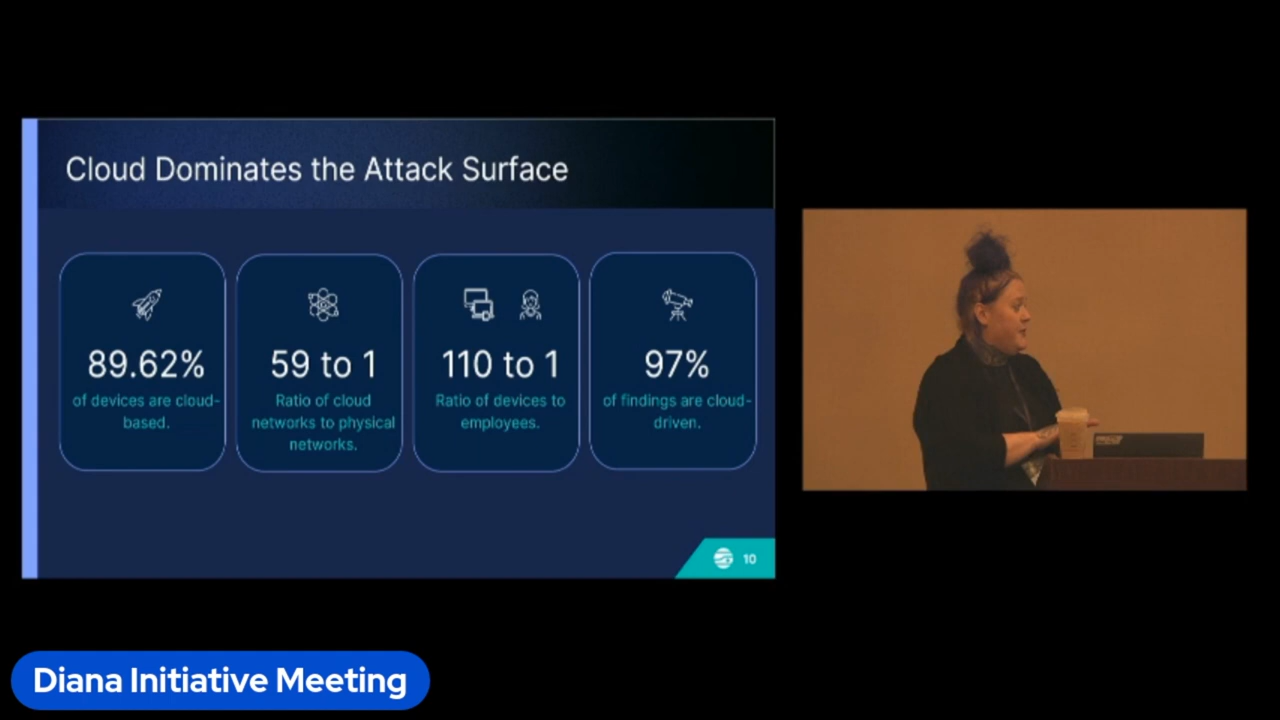 Cloud Dominates the Attack Surface
89.62%
of devices are cloud-
based.
59 to 1
Ratio of cloud
networks to physical
networks.
110 to 1
Ratio of devices to
employees.
97%
of findings are cloud-
driven.
10
Diana Initiative Meeting